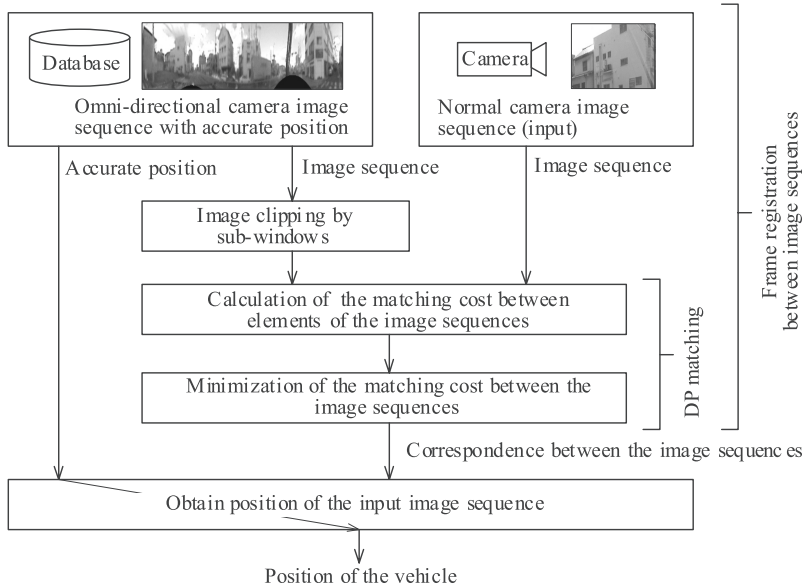 Database
Omni-directional camera image
sequence with accurate position
Camera
Normal camera image
sequence (input)
Accurate position
Image sequence
Image sequence
Image clipping by
sub-windows
Calculation of the matching cost between
elements of the image sequences
Minimization of the matching cost between the
image sequences
DP matching
Frame registration
between image sequences
Correspondence between the image sequences
Obtain position of the input image sequence
Position of the vehicle